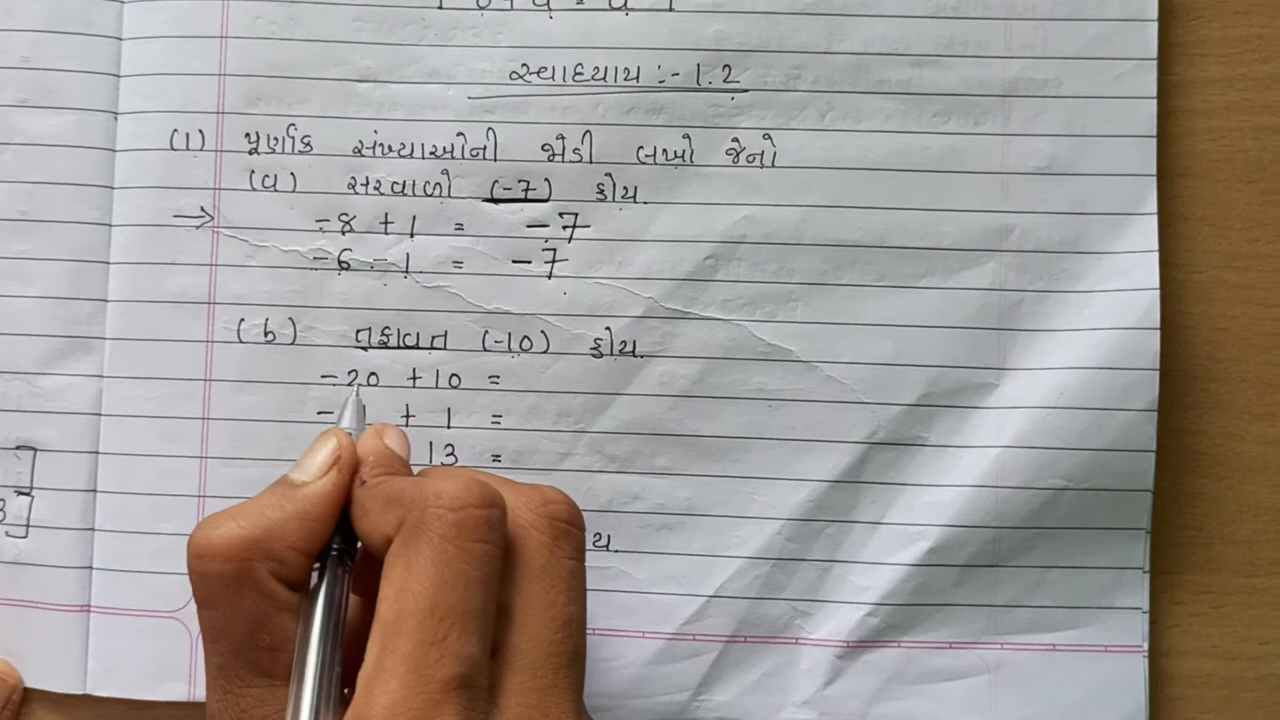 સ્વાધ્યાય :- 1.2
(1) પૂર્ણાંક સંખ્યાઓની જોડી લખો જેનો
(a) સરવાળો (-7) હોય.
→ -8 + 1 = -7
-6 - 1 = -7
(b) તફાવત (-10) હોય.
-20 + 10 =
+ 1 =
13 =
ય.